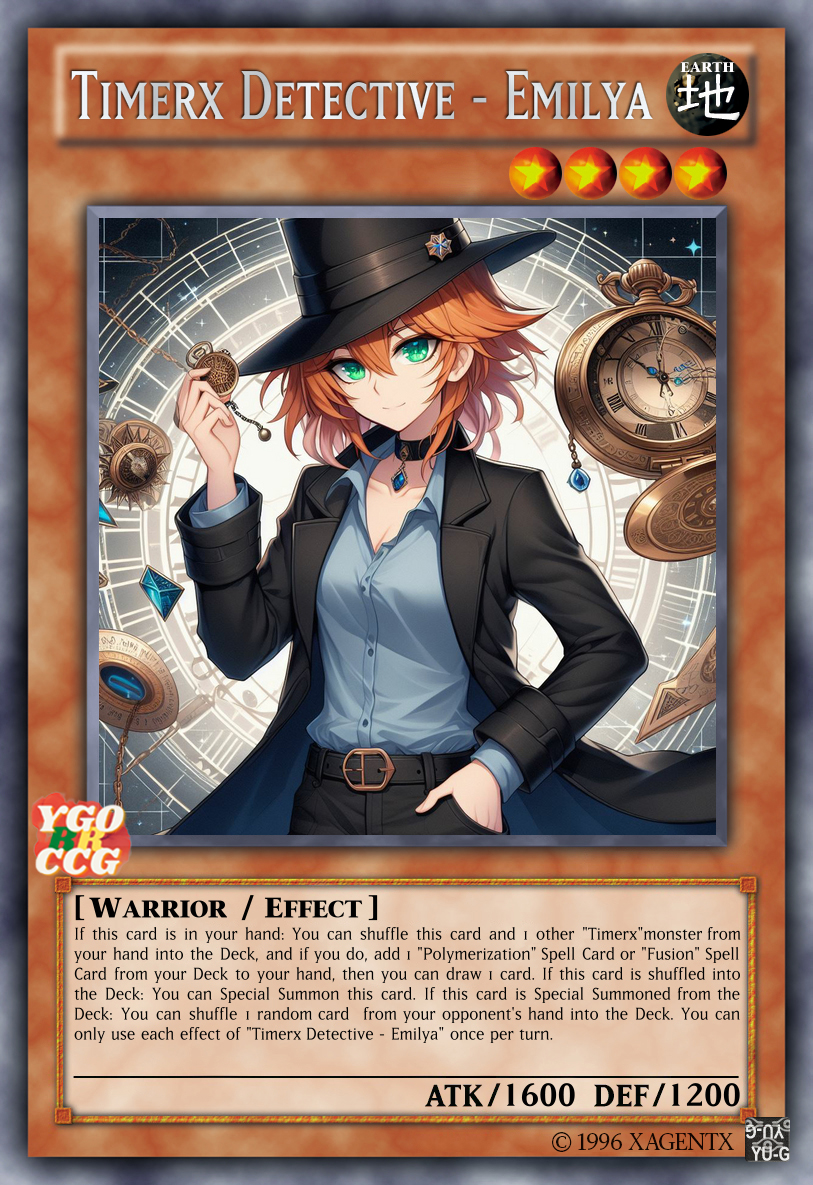 TIMERX DETECTIVE - EMILYA
EARTH
地
YGO
BR
CCG
[ WARRIOR / EFFECT ]
If this card is in your hand: You can shuffle this card and 1 other "Timerx"monster from
your hand into the Deck, and if you do, add 1 "Polymerization" Spell Card or "Fusion" Spell
Card from your Deck to your hand, then you can draw 1 card. If this card is shuffled into
the Deck: You can Special Summon this card. If this card is Special Summoned from the
Deck: You can shuffle 1 random card from your opponent's hand into the Deck. You can
only use each effect of "Timerx Detective - Emilya" once per turn.
ATK/1600 DEF/1200
© 1996 XAGENTX
YU-G